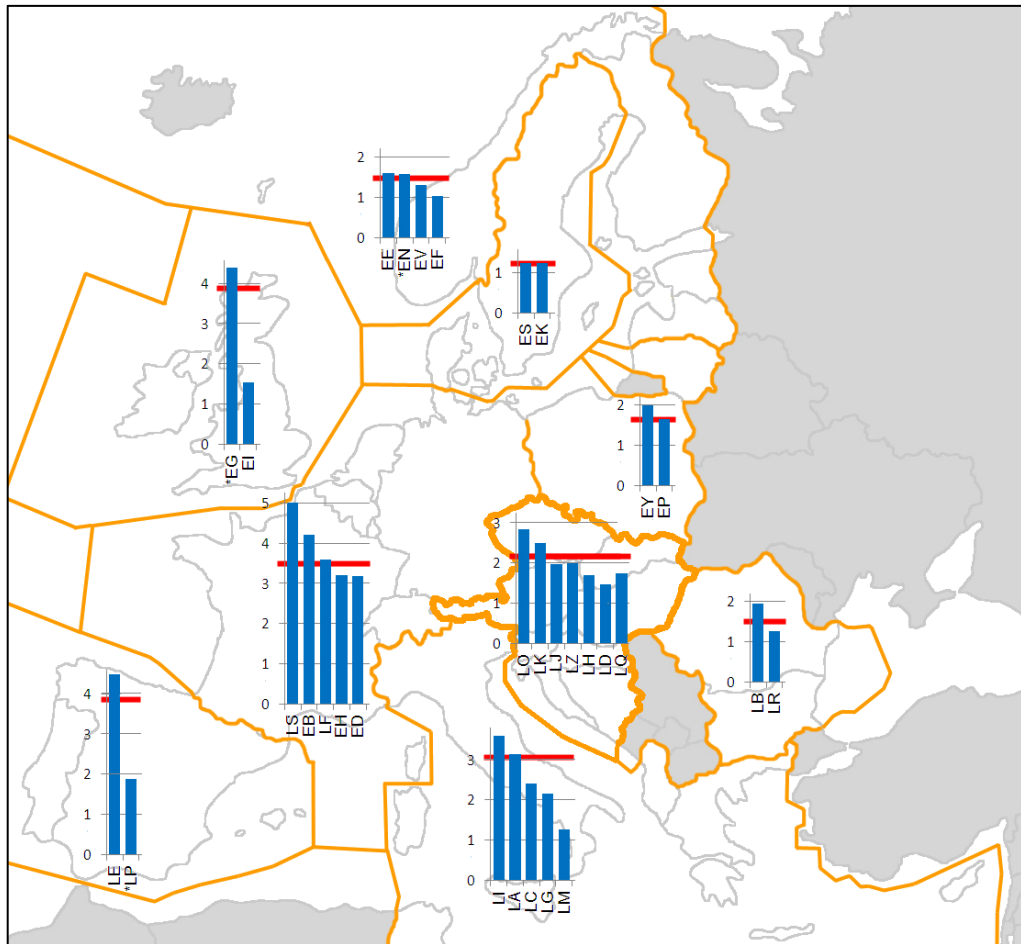 2
1
0
EE
*EN
EV
EF
1
0
ES
EK
4
3
2
1
0
*EG
EI
2
1
0
EY
EP
5
4
3
2
1
0
LS
EB
LF
EH
ED
3
2
1
0
LO
LK
LJ
LZ
LH
LD
LQ
2
1
0
LB
LR
4
3
2
1
0
LE
*LP
3
2
1
0
LI
LA
LC
LG
LM